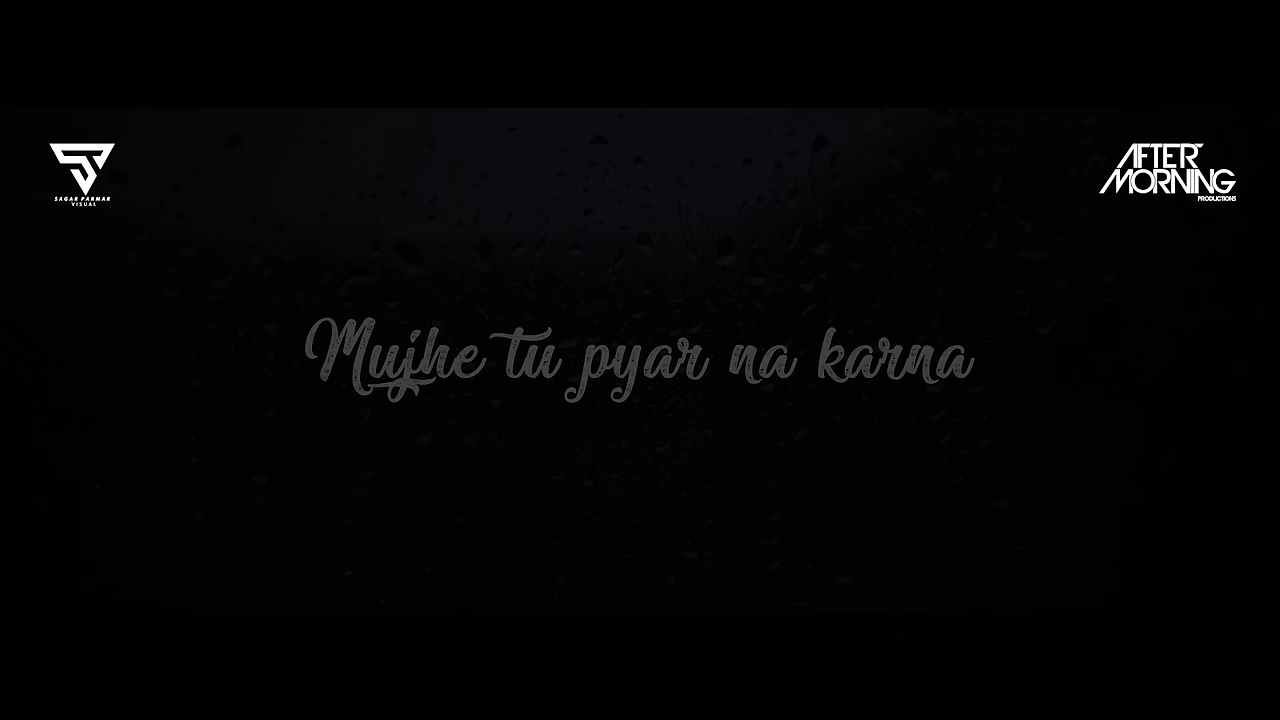 SAGAR PARMAR
VISUAL
AFTER
MORNING
PRODUCTIONS
Mujhe tu pyar na karna